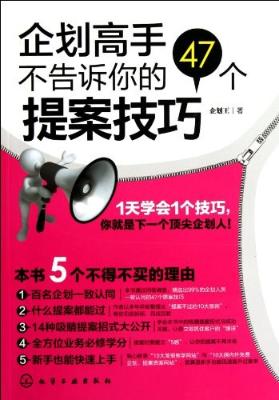 企划高手
不告诉你的47个
提案技巧
企划王 | 著
1天学会1个技巧，
你就是下一个顶尖企划人！
本书5个不得不买的理由
1 百名企划一致认同
2 什么提案都能过
3 14种吸睛提案招式大公开
4 全方位业务必修学分
5 新手也能快速上手
化学工业出版社